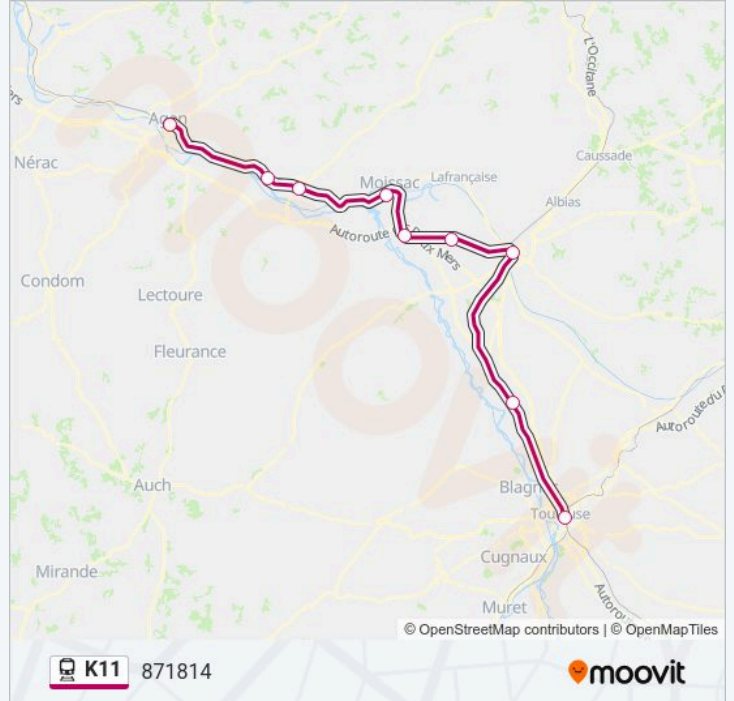 L'Occitane
Agen
Nérac
Caussade
Moissac
Lafrançaise
Albias
Autoroute des Deux Mers
Condom
Lectoure
Fleurance
Auch
Blagn
Toulouse
Cugnaux
Mirande
Muret
© OpenStreetMap contributors | © OpenMapTiles
K11 871814 moovit